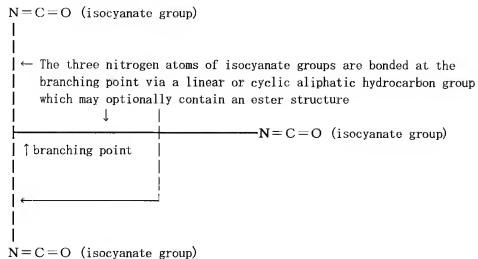 N=C=O (isocyanate group)
← The three nitrogen atoms of isocyanate groups are bonded at the
branching point via a linear or cyclic aliphatic hydrocarbon group
which may optionally contain an ester structure
↓
N=C=O (isocyanate group)
↑branching point
←
N=C=O (isocyanate group)